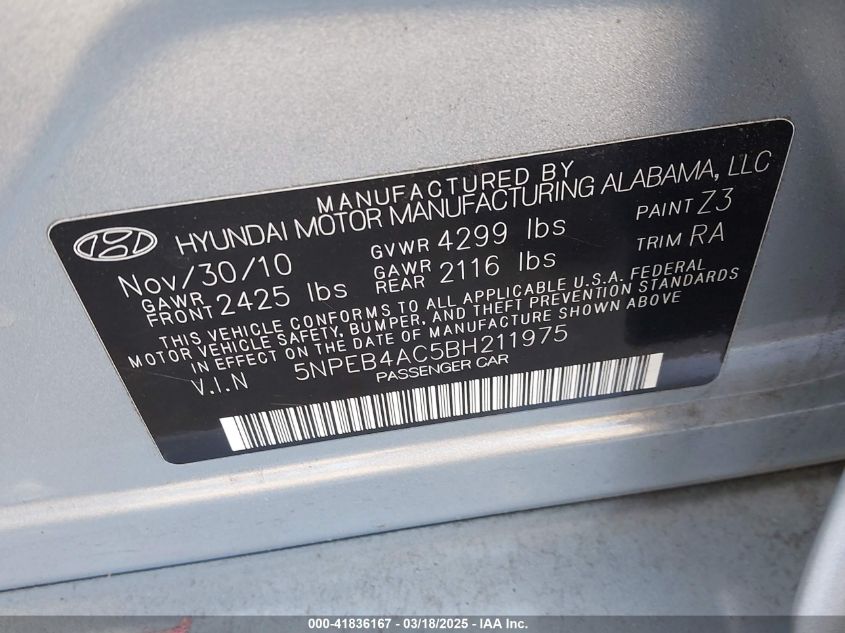 MANUFACTURED BY
HYUNDAI MOTOR MANUFACTURING ALABAMA, LLC
Nov/30/10 GVWR 4299 lbs PAINT Z3
GAWR FRONT 2425 lbs GAWR REAR 2116 lbs TRIM RA
THIS VEHICLE CONFORMS TO ALL APPLICABLE U.S.A. FEDERAL
MOTOR VEHICLE SAFETY, BUMPER, AND THEFT PREVENTION STANDARDS
IN EFFECT ON THE DATE OF MANUFACTURE SHOWN ABOVE
V.I.N 5NPEB4AC5BH211975
PASSENGER CAR
000-41836167 - 03/18/2025 - IAA Inc.